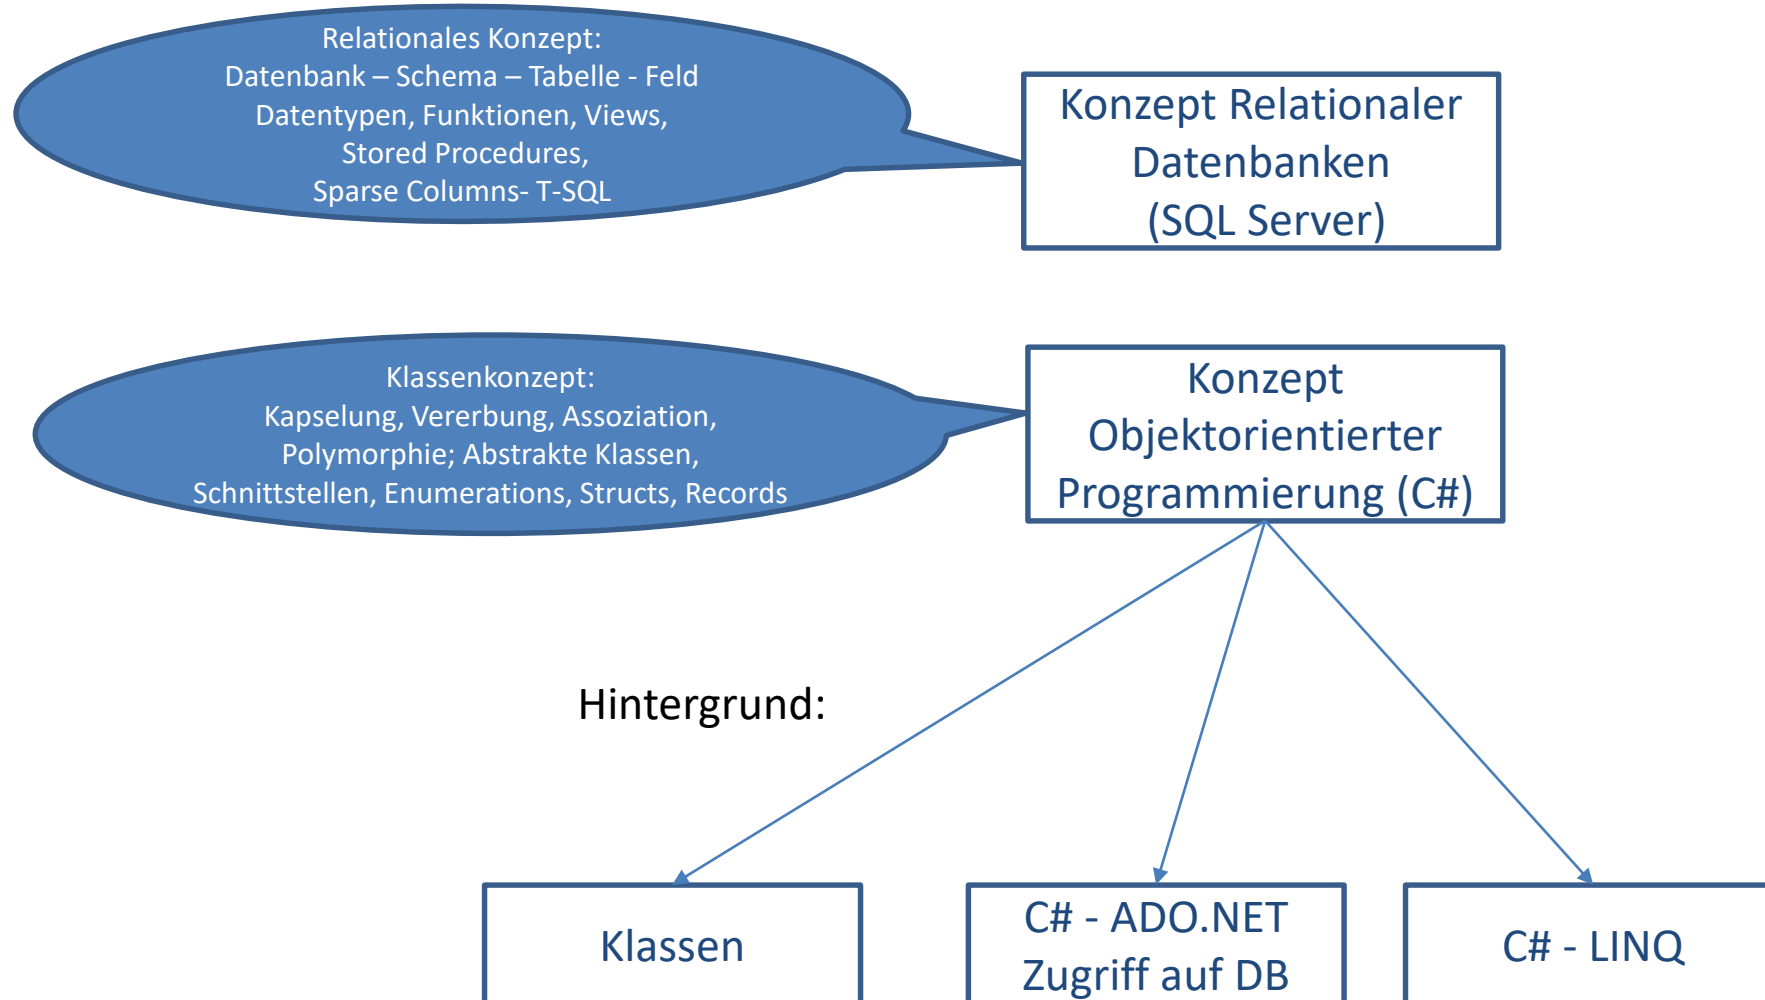 Relationales Konzept:
Datenbank – Schema – Tabelle - Feld
Datentypen, Funktionen, Views,
Stored Procedures,
Sparse Columns- T-SQL
Konzept Relationaler
Datenbanken
(SQL Server)
Klassenkonzept:
Kapselung, Vererbung, Assoziation,
Polymorphie; Abstrakte Klassen,
Schnittstellen, Enumerations, Structs, Records
Konzept
Objektorientierter
Programmierung (C#)
Hintergrund:
Klassen
C# - ADO.NET
Zugriff auf DB
C# - LINQ